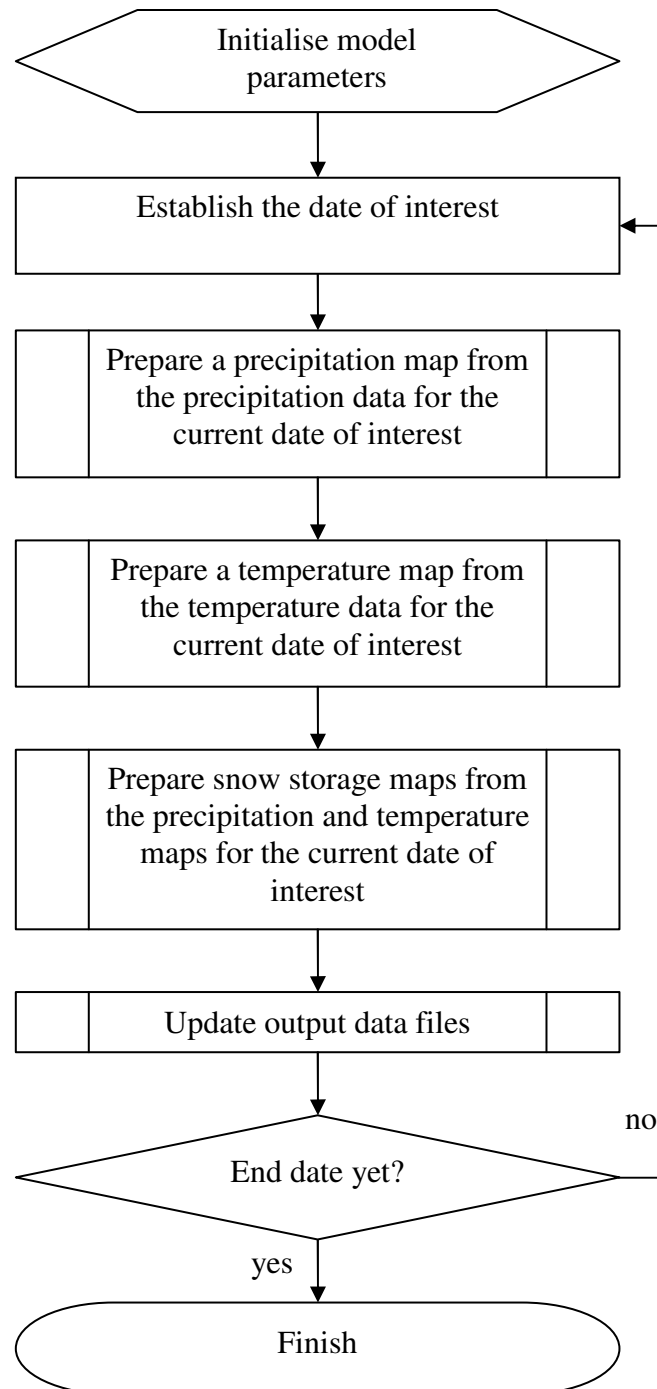 Initialise model
parameters
Establish the date of interest
Prepare a precipitation map from
the precipitation data for the
current date of interest
Prepare a temperature map from
the temperature data for the
current date of interest
Prepare snow storage maps from
the precipitation and temperature
maps for the current date of
interest
Update output data files
no
End date yet?
yes
Finish